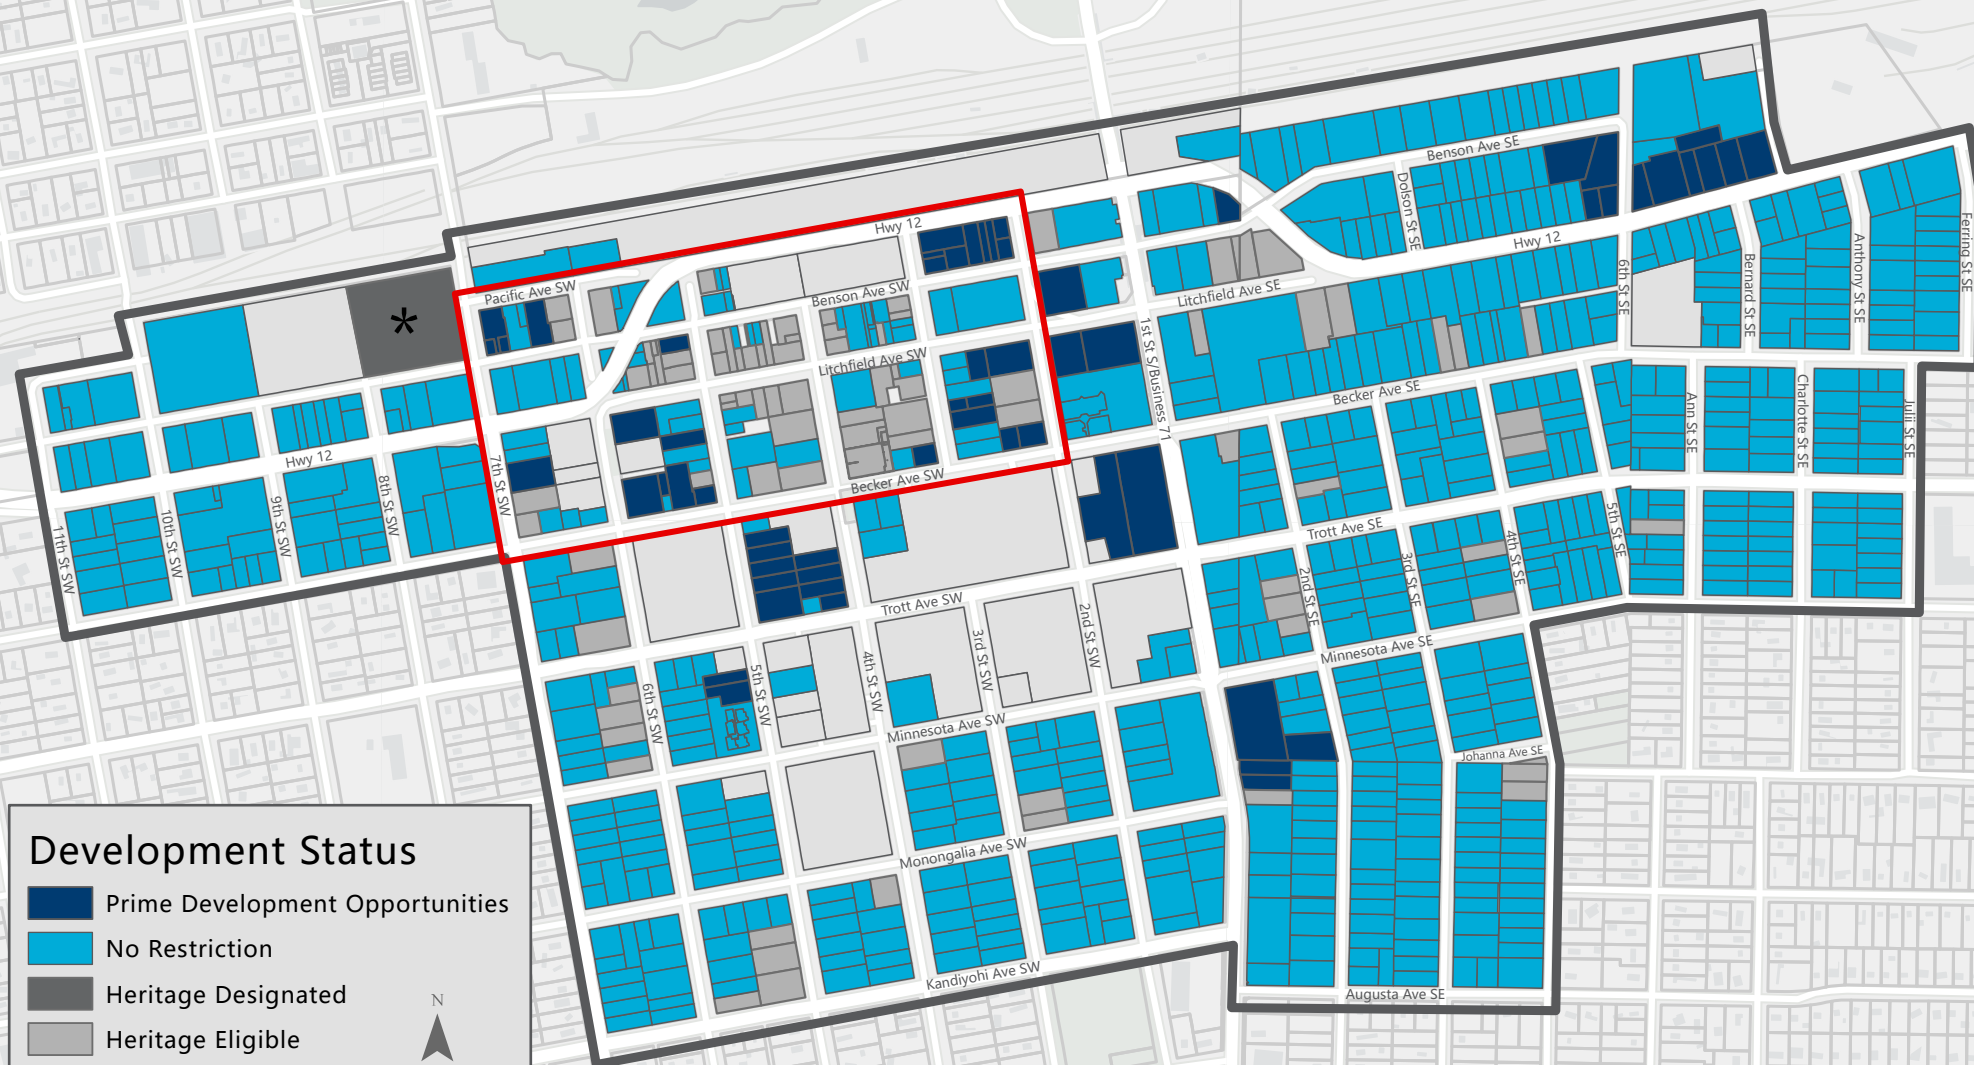 Benson Ave SE
Dolson St SE
Hwy 12
Hwy 12
Ferring St SE
Anthony St SE
Bernard St SE
6th St SE
Pacific Ave SW
Benson Ave SW
Litchfield Ave SE
*
Litchfield Ave SW
1st St S/Business 71
Becker Ave SE
Ann St SE
Charlotte St SE
Julii St SE
Hwy 12
7th St SW
Becker Ave SW
8th St SW
9th St SW
10th St SW
11th St SW
Trott Ave SE
5th St SE
4th St SE
3rd St SE
2nd St SE
Trott Ave SW
2nd St SW
3rd St SW
4th St SW
5th St SW
6th St SW
Minnesota Ave SE
Minnesota Ave SW
Johanna Ave SE
Monongalia Ave SW
Kandiyohi Ave SW
Augusta Ave SE
Development Status
Prime Development Opportunities
No Restriction
Heritage Designated
Heritage Eligible
N